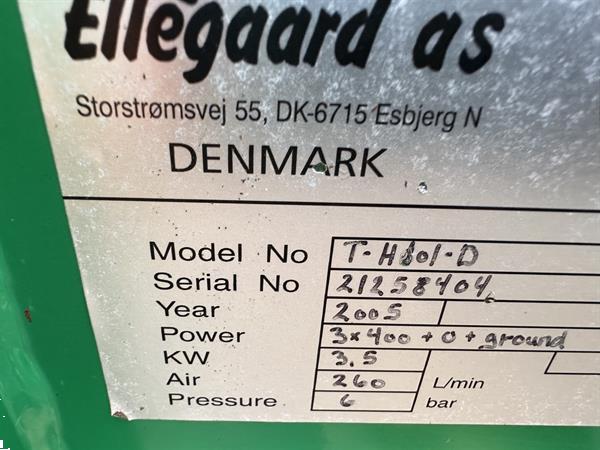 Ellegaard as
Storstrømsvej 55, DK-6715 Esbjerg N
DENMARK
Model No T-H801-D
Serial No 21258404
Year 2005
Power 3x400 + 0 + ground
KW 3.5
Air 260 L/min
Pressure 6 bar